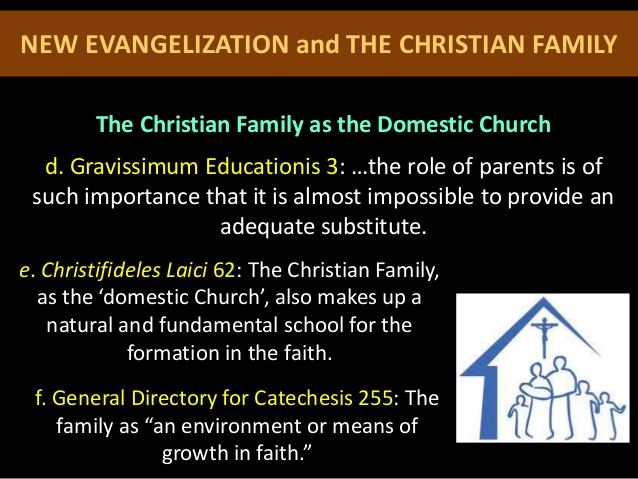 NEW EVANGELIZATION and THE CHRISTIAN FAMILY
The Christian Family as the Domestic Church
d. Gravissimum Educationis 3: …the role of parents is of
such importance that it is almost impossible to provide an
adequate substitute.
e. Christifideles Laici 62: The Christian Family,
as the ‘domestic Church’, also makes up a
natural and fundamental school for the
formation in the faith.
f. General Directory for Catechesis 255: The
family as “an environment or means of
growth in faith.”